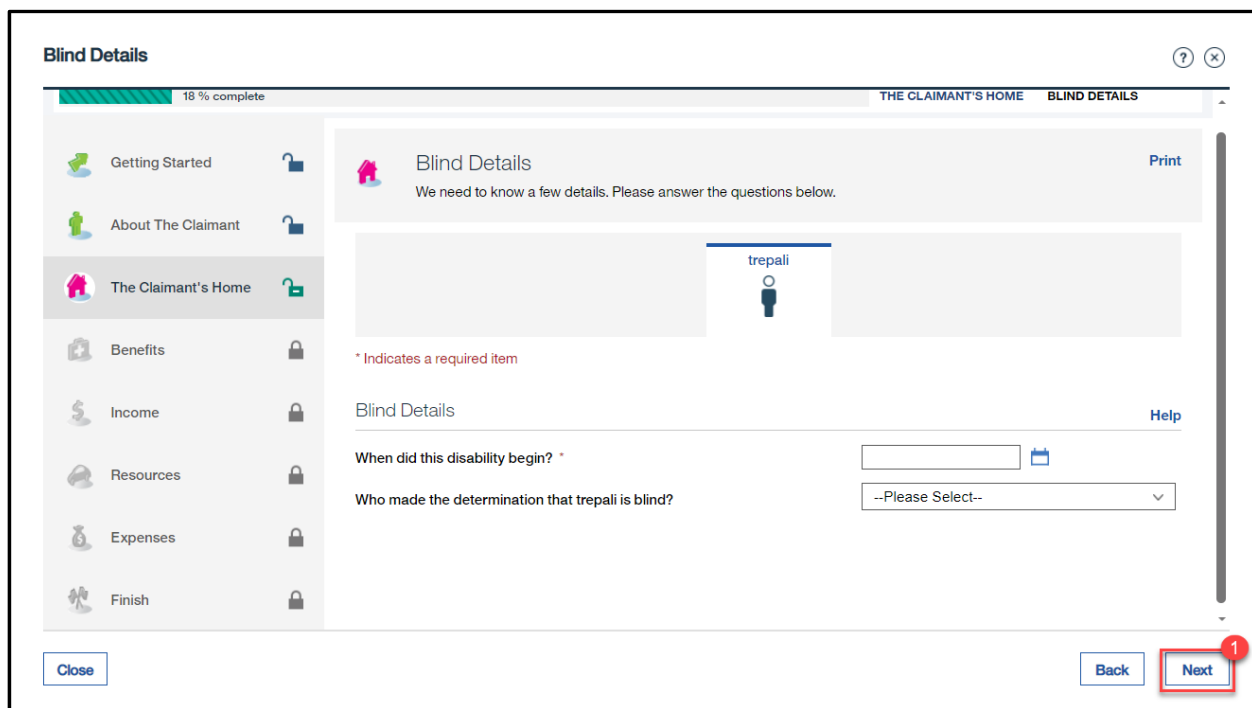 Blind Details
?
18 % complete
THE CLAIMANT'S HOME BLIND DETAILS
Getting Started
About The Claimant
The Claimant's Home
Benefits
Income
Resources
Expenses
Finish
Blind Details
Print
We need to know a few details. Please answer the questions below.
trepali
* Indicates a required item
Blind Details
Help
When did this disability begin? *
Who made the determination that trepali is blind? --Please Select--
Close
Back
Next
1